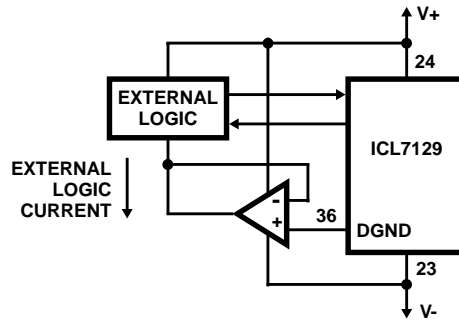 V+
24
EXTERNAL
LOGIC
ICL7129
EXTERNAL
LOGIC
CURRENT
-
+
36
DGND
23
V-